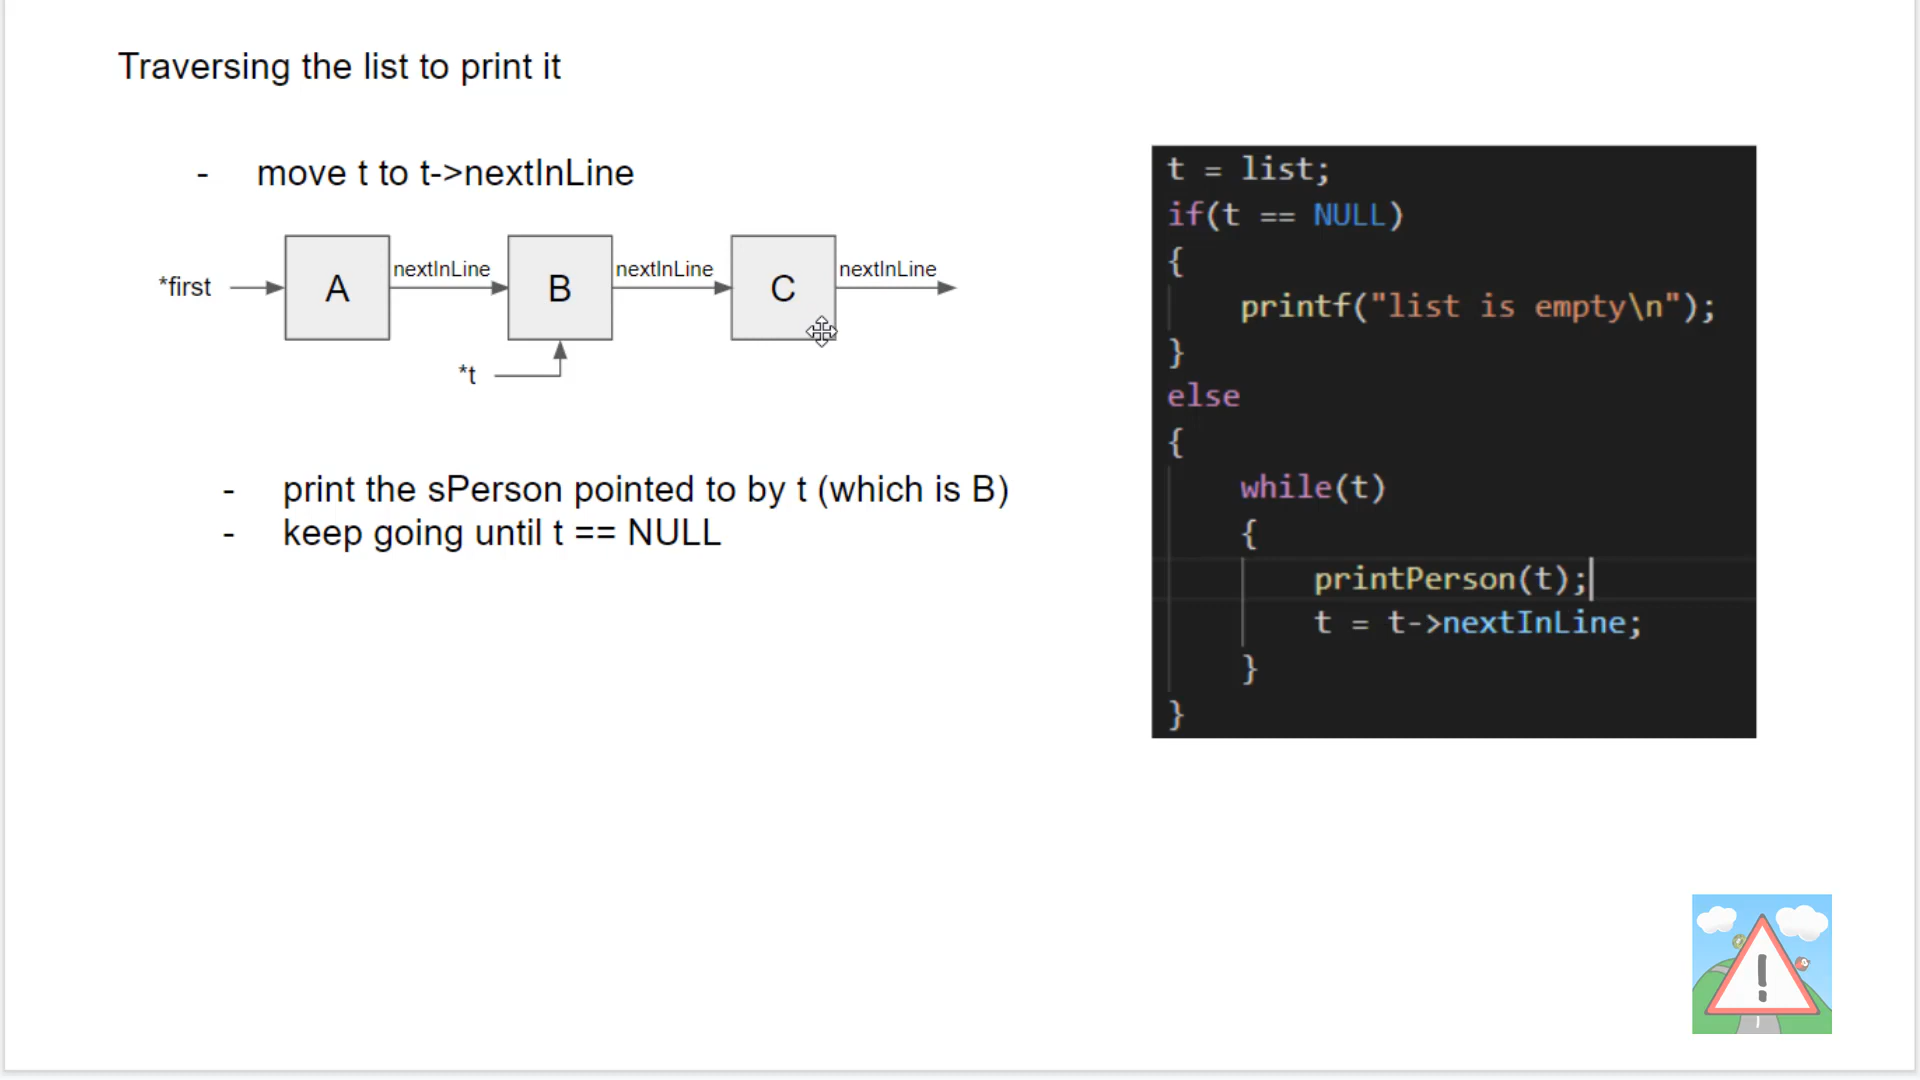 Traversing the list to print it
- move t to t->nextInLine
*first A nextInLine B nextInLine C nextInLine
*t
- print the sPerson pointed to by t (which is B)
- keep going until t == NULL
t = list;
if(t == NULL)
{
printf("list is empty\n");
}
else
{
while(t)
{
printPerson(t);
t = t->nextInLine;
}
}
!